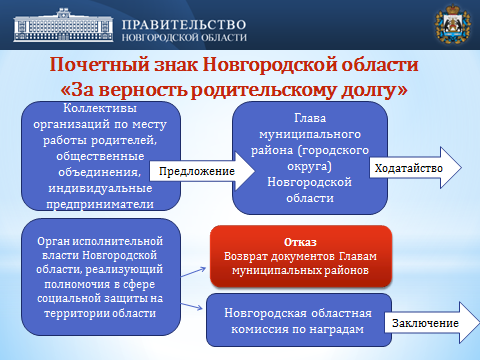 ПРАВИТЕЛЬСТВО
НОВГОРОДСКОЙ ОБЛАСТИ
Почетный знак Новгородской области
«За верность родительскому долгу»
Коллективы
организаций по месту
работы родителей,
общественные
объединения,
индивидуальные
предприниматели
Предложение
Глава
муниципального
района (городского
округа)
Новгородской
области
Ходатайство
Орган исполнительной
власти Новгородской
области, реализующий
полномочия в сфере
социальной защиты на
территории области
Отказ
Возврат документов Главам
муниципальных районов
Новгородская областная
комиссия по наградам
Заключение